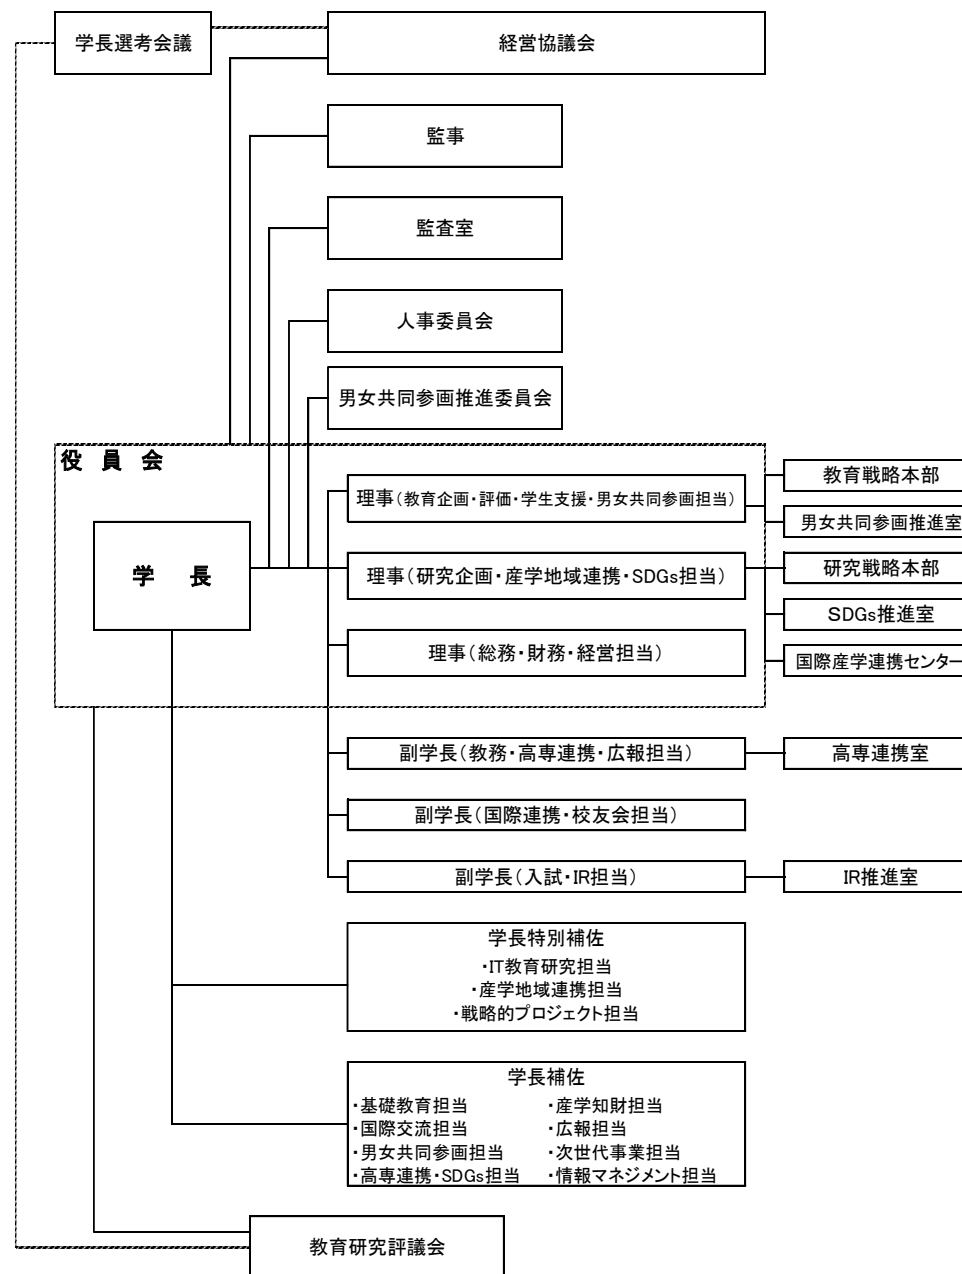 学長選考会議
経営協議会
監事
監査室
人事委員会
男女共同参画推進委員会
役 員 会
学 長
理事(教育企画・評価・学生支援・男女共同参画担当)
教育戦略本部
男女共同参画推進室
理事(研究企画・産学地域連携・SDGs担当)
研究戦略本部
SDGs推進室
理事(総務・財務・経営担当)
国際産学連携センター
副学長(教務・高専連携・広報担当)
高専連携室
副学長(国際連携・校友会担当)
副学長(入試・IR担当)
IR推進室
学長特別補佐
・IT教育研究担当
・産学地域連携担当
・戦略的プロジェクト担当
学長補佐
・基礎教育担当
・国際交流担当
・男女共同参画担当
・高専連携・SDGs担当
・産学知財担当
・広報担当
・次世代事業担当
・情報マネジメント担当
教育研究評議会